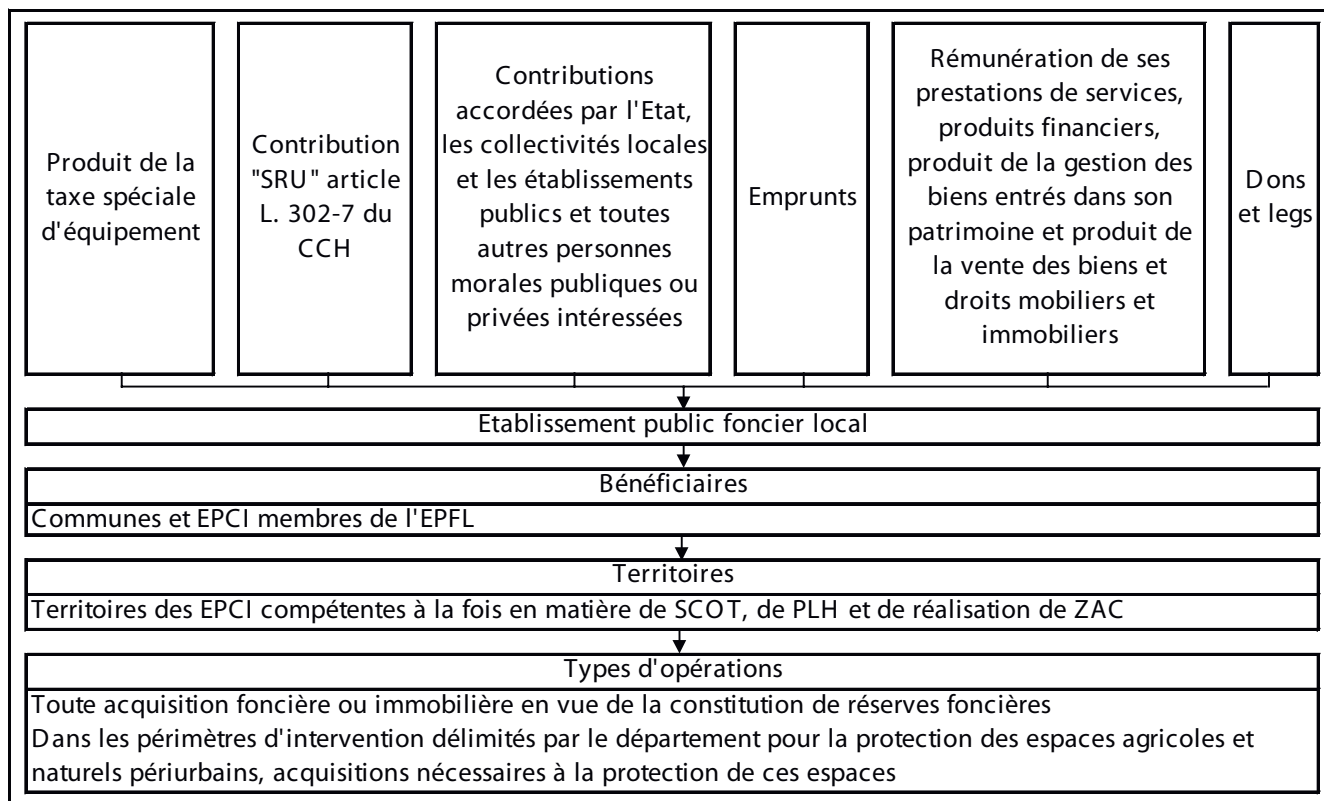 Produit de la
taxe spéciale
d'équipement
Contribution
"SRU" article
L. 302-7 du
CCH
Contributions
accordées par l'Etat,
les collectivités locales
et les établissements
publics et toutes
autres personnes
morales publiques ou
privées intéressées
Emprunts
Rémunération de ses
prestations de services,
produits financiers,
produit de la gestion des
biens entrés dans son
patrimoine et produit de
la vente des biens et
droits mobiliers et
immobiliers
Dons
et legs
Etablissement public foncier local
Bénéficiaires
Communes et EPCI membres de l'EPFL
Territoires
Territoires des EPCI compétentes à la fois en matière de SCOT, de PLH et de réalisation de ZAC
Types d'opérations
Toute acquisition foncière ou immobilière en vue de la constitution de réserves foncières
Dans les périmètres d'intervention délimités par le département pour la protection des espaces agricoles et
naturels périurbains, acquisitions nécessaires à la protection de ces espaces